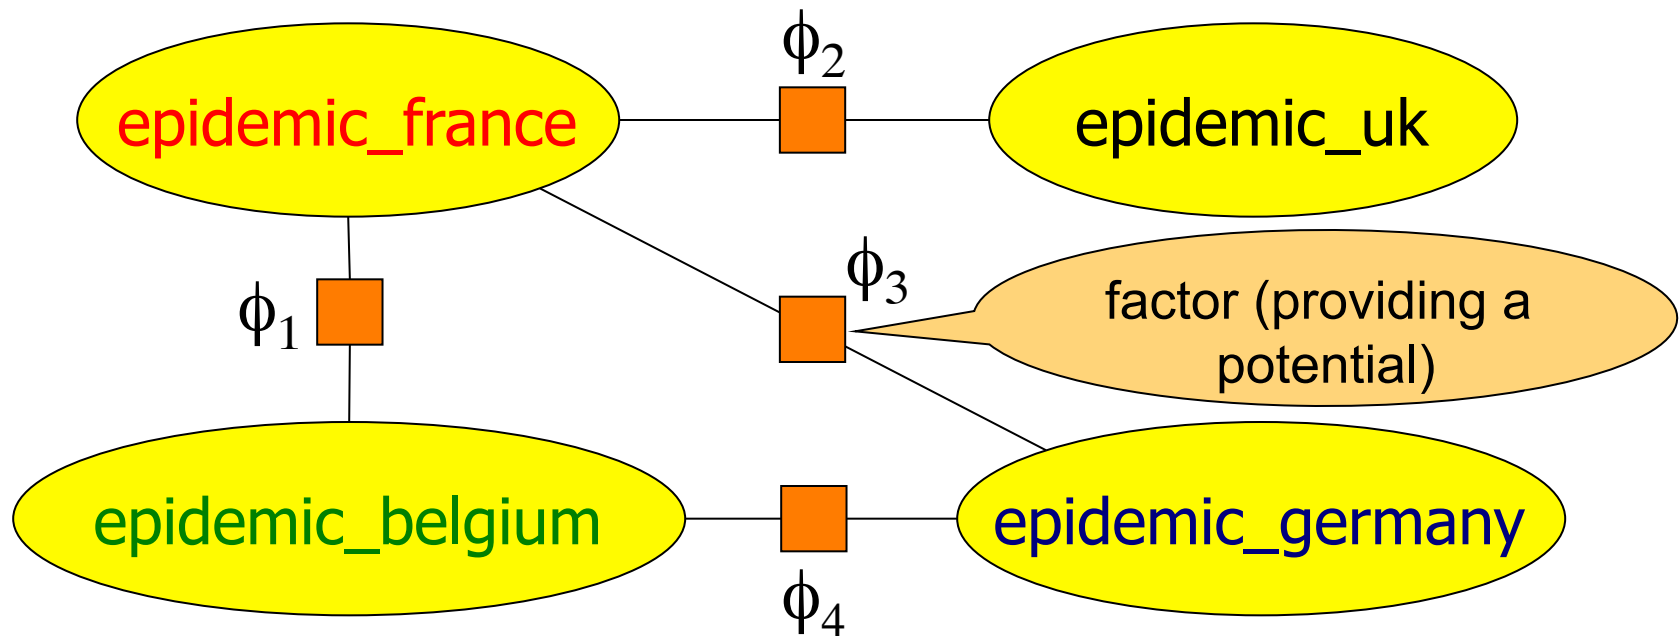 ϕ2
epidemic_france
epidemic_uk
ϕ3
factor (providing a
potential)
ϕ1
epidemic_belgium
epidemic_germany
ϕ4